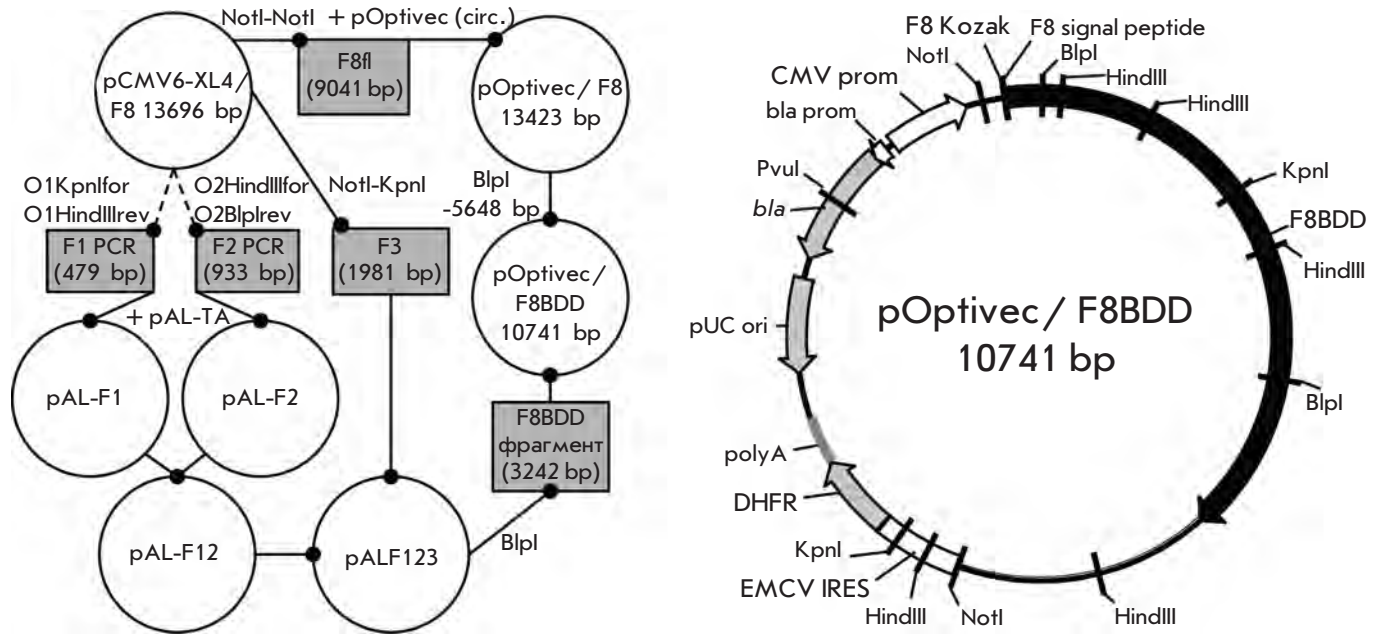 NotI-NotI + pOptivec (circ.)
pCMV6-XL4/
F8 13696 bp
F8fl
(9041 bp)
pOptivec/ F8
13423 bp
O1KpnIfor
O1HindIIIrev
O2HindIIIfor
O2BlpIrev
NotI-KpnI
BlpI
-5648 bp
F1 PCR
(479 bp)
F2 PCR
(933 bp)
F3
(1981 bp)
pOptivec/
F8BDD
10741 bp
+ pAL-TA
pAL-F1
pAL-F2
F8BDD
фрагмент
(3242 bp)
pAL-F12
pALF123
BlpI
F8 Kozak
F8 signal peptide
NotI
BlpI
HindIII
CMV prom
HindIII
bla prom
PvuI
KpnI
bla
F8BDD
HindIII
pUC ori
pOptivec / F8BDD
10741 bp
BlpI
polyA
DHFR
KpnI
EMCV IRES
HindIII
NotI
HindIII